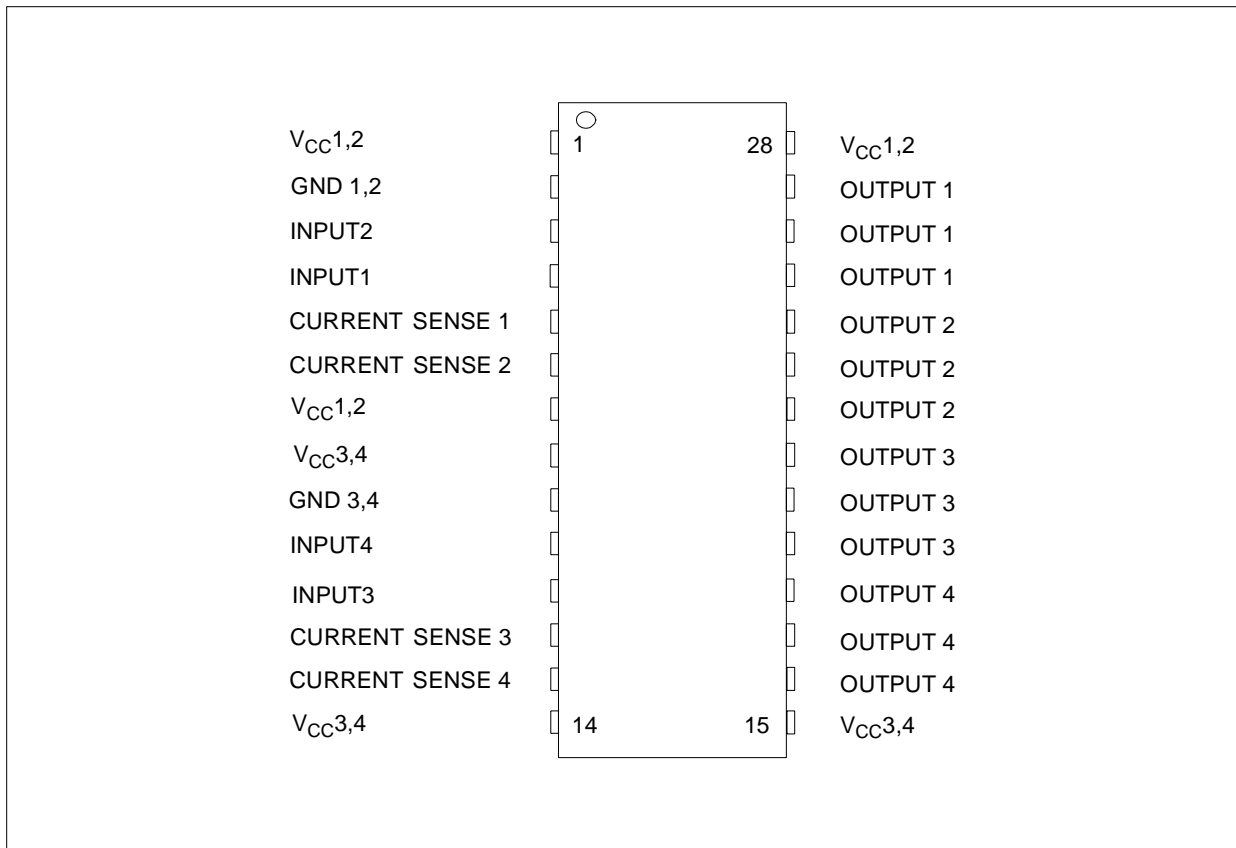 VCC1,2
GND 1,2
INPUT2
INPUT1
CURRENT SENSE 1
CURRENT SENSE 2
VCC1,2
VCC3,4
GND 3,4
INPUT4
INPUT3
CURRENT SENSE 3
CURRENT SENSE 4
VCC3,4
1
28
14
15
VCC1,2
OUTPUT 1
OUTPUT 1
OUTPUT 1
OUTPUT 2
OUTPUT 2
OUTPUT 2
OUTPUT 3
OUTPUT 3
OUTPUT 3
OUTPUT 4
OUTPUT 4
OUTPUT 4
VCC3,4